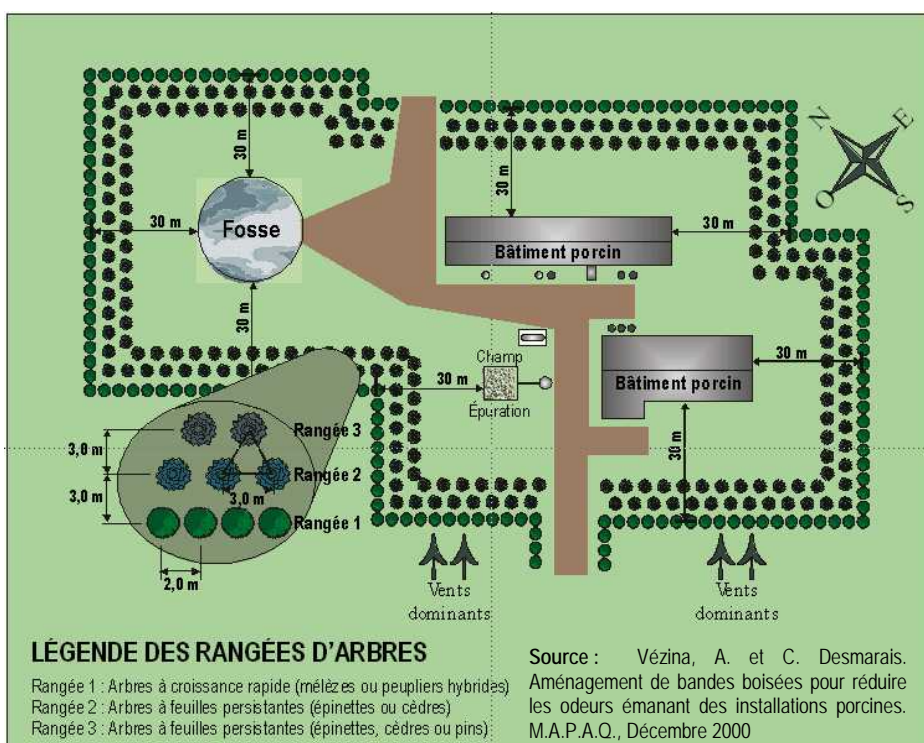 30 m
30 m
N
E
O
S
30 m
Fosse
30 m
Bâtiment porcin
30 m
Champ
Épuration
30 m
30 m
Bâtiment porcin
30 m
Rangée 3
3,0 m
Rangée 2
3,0 m
3,0 m
Rangée 1
2,0 m
Vents
dominants
Vents
dominants
LÉGENDE DES RANGÉES D'ARBRES
Rangée 1 : Arbres à croissance rapide (mélèzes ou peupliers hybrides)
Rangée 2 : Arbres à feuilles persistantes (épinettes ou cèdres)
Rangée 3 : Arbres à feuilles persistantes (épinettes, cèdres ou pins)
Source : Vézina, A. et C. Desmarais.
Aménagement de bandes boisées pour réduire
les odeurs émanant des installations porcines.
M.A.P.A.Q., Décembre 2000